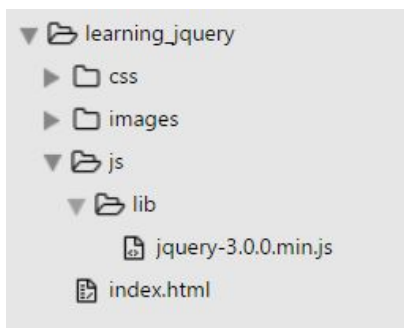 learning_jquery
css
images
js
lib
jquery-3.0.0.min.js
index.html